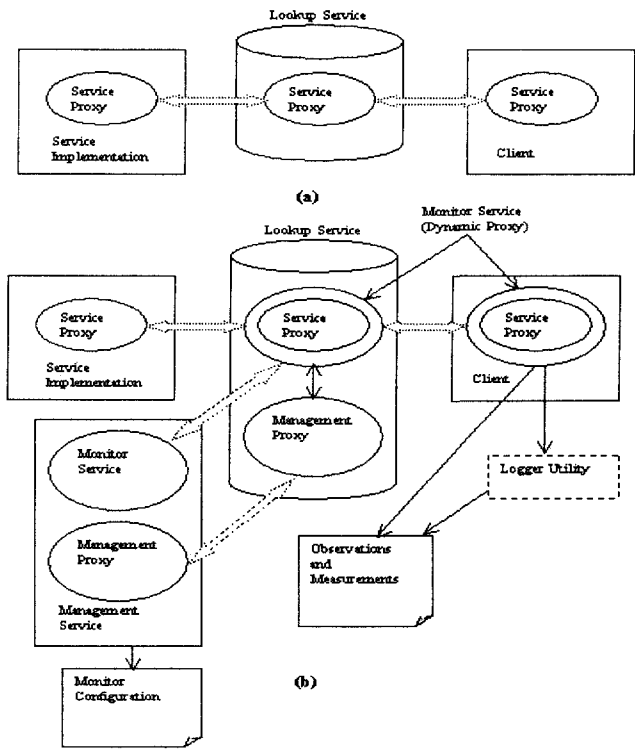 Lookup Service
Service
Proxy
Service
Implementation
Service
Proxy
Service
Proxy
Client
(a)
Monitor Service
(Dynamic Proxy)
Lookup Service
Service
Proxy
Service
Implementation
Service
Proxy
Service
Proxy
Client
Management
Proxy
Monitor
Service
Management
Proxy
Management
Service
Logger Utility
Observations
and
Measurements
Monitor
Configuration
(b)